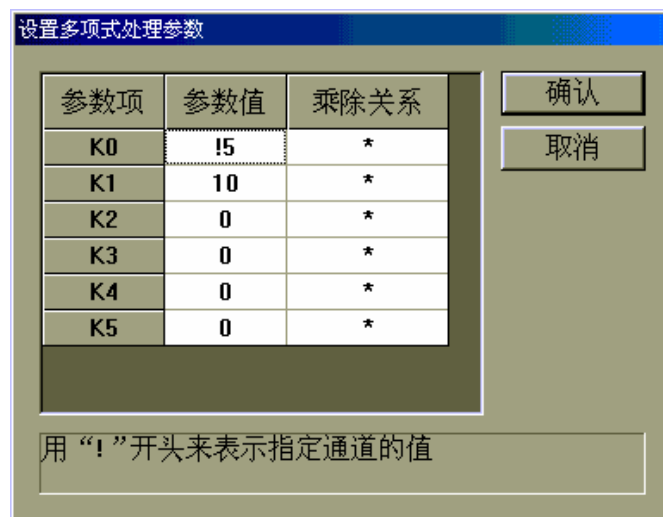 设置多项式处理参数
参数项 参数值 乘除关系
K0 !5 *
K1 10 *
K2 0 *
K3 0 *
K4 0 *
K5 0 *
确认
取消
用“!”开头来表示指定通道的值